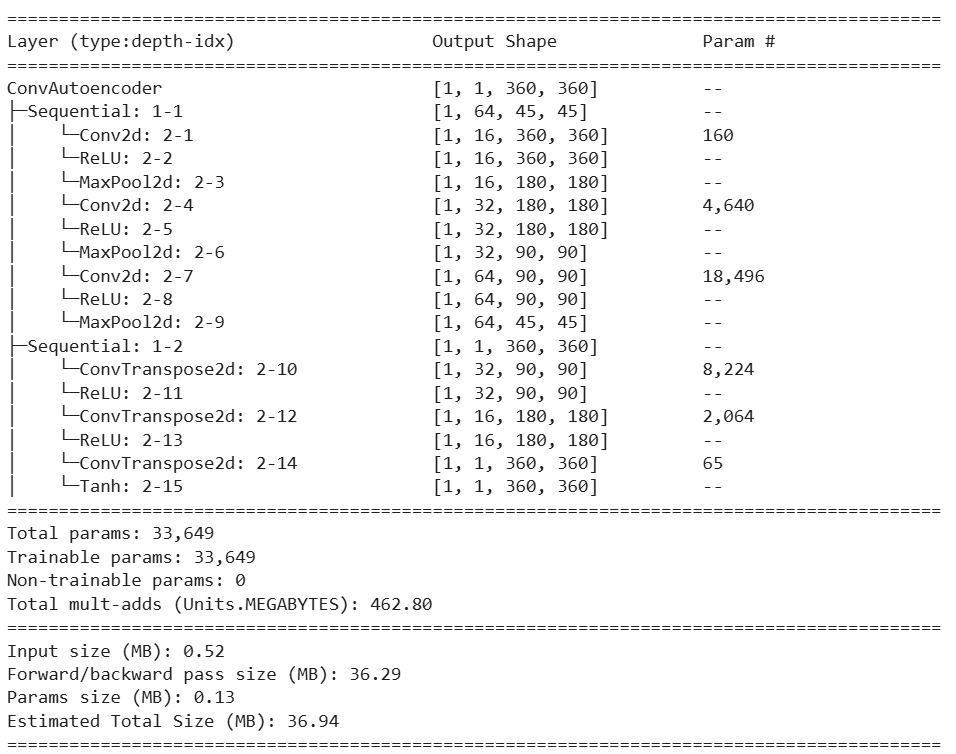 ==========================================================================================
Layer (type:depth-idx)                   Output Shape              Param #
==========================================================================================
ConvAutoencoder                          [1, 1, 360, 360]          --
├─Sequential: 1-1                        [1, 64, 45, 45]           --
│    └─Conv2d: 2-1                       [1, 16, 360, 360]         160
│    └─ReLU: 2-2                         [1, 16, 360, 360]         --
│    └─MaxPool2d: 2-3                    [1, 16, 180, 180]         --
│    └─Conv2d: 2-4                       [1, 32, 180, 180]         4,640
│    └─ReLU: 2-5                         [1, 32, 180, 180]         --
│    └─MaxPool2d: 2-6                    [1, 32, 90, 90]           --
│    └─Conv2d: 2-7                       [1, 64, 90, 90]           18,496
│    └─ReLU: 2-8                         [1, 64, 90, 90]           --
│    └─MaxPool2d: 2-9                    [1, 64, 45, 45]           --
├─Sequential: 1-2                        [1, 1, 360, 360]          --
│    └─ConvTranspose2d: 2-10             [1, 32, 90, 90]           8,224
│    └─ReLU: 2-11                        [1, 32, 90, 90]           --
│    └─ConvTranspose2d: 2-12             [1, 16, 180, 180]         2,064
│    └─ReLU: 2-13                        [1, 16, 180, 180]         --
│    └─ConvTranspose2d: 2-14             [1, 1, 360, 360]          65
│    └─Tanh: 2-15                        [1, 1, 360, 360]          --
==========================================================================================
Total params: 33,649
Trainable params: 33,649
Non-trainable params: 0
Total mult-adds (Units.MEGABYTES): 462.80
==========================================================================================
Input size (MB): 0.52
Forward/backward pass size (MB): 36.29
Params size (MB): 0.13
Estimated Total Size (MB): 36.94
==========================================================================================